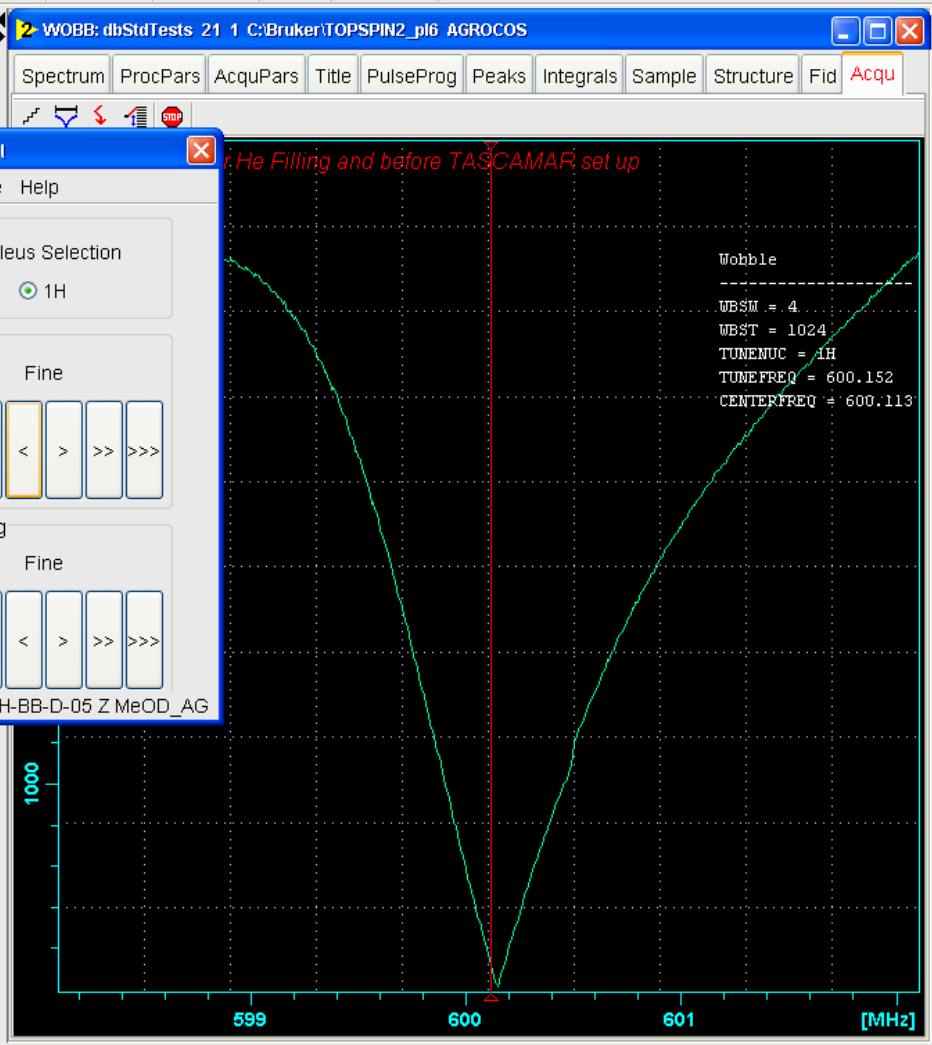 WOBB: dbStdTests 21 1 C:\Bruker\TOPSPIN2_pl6 AGROCOS
Spectrum ProcPars AcquPars Title PulseProg Peaks Integrals Sample Structure Fid Acqu
STOP
He Filling and before TASCAMAR set up
Help
leus Selection
1H
Fine
< > >> >>>
g
Fine
< > >> >>>
H-BB-D-05 Z MeOD_AG
Wobble
WBSW = 4
WBST = 1024
TUNENUC = 1H
TUNEFREQ = 600.152
CENTERFREQ = 600.113
1000
599 600 601 [MHz]